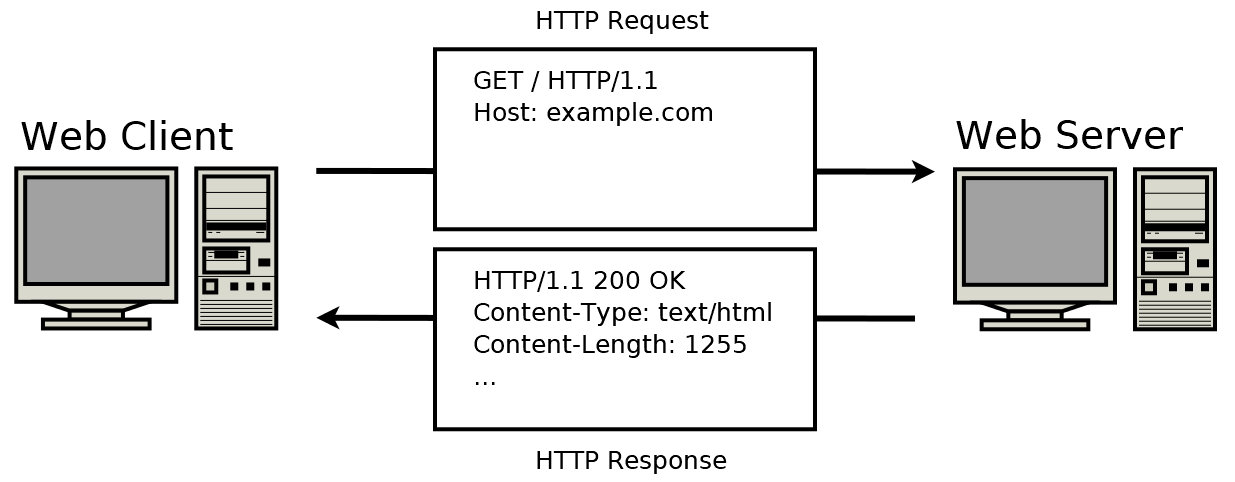 HTTP Request
GET / HTTP/1.1
Host: example.com
Web Client
Web Server
HTTP/1.1 200 OK
Content-Type: text/html
Content-Length: 1255
...
HTTP Response